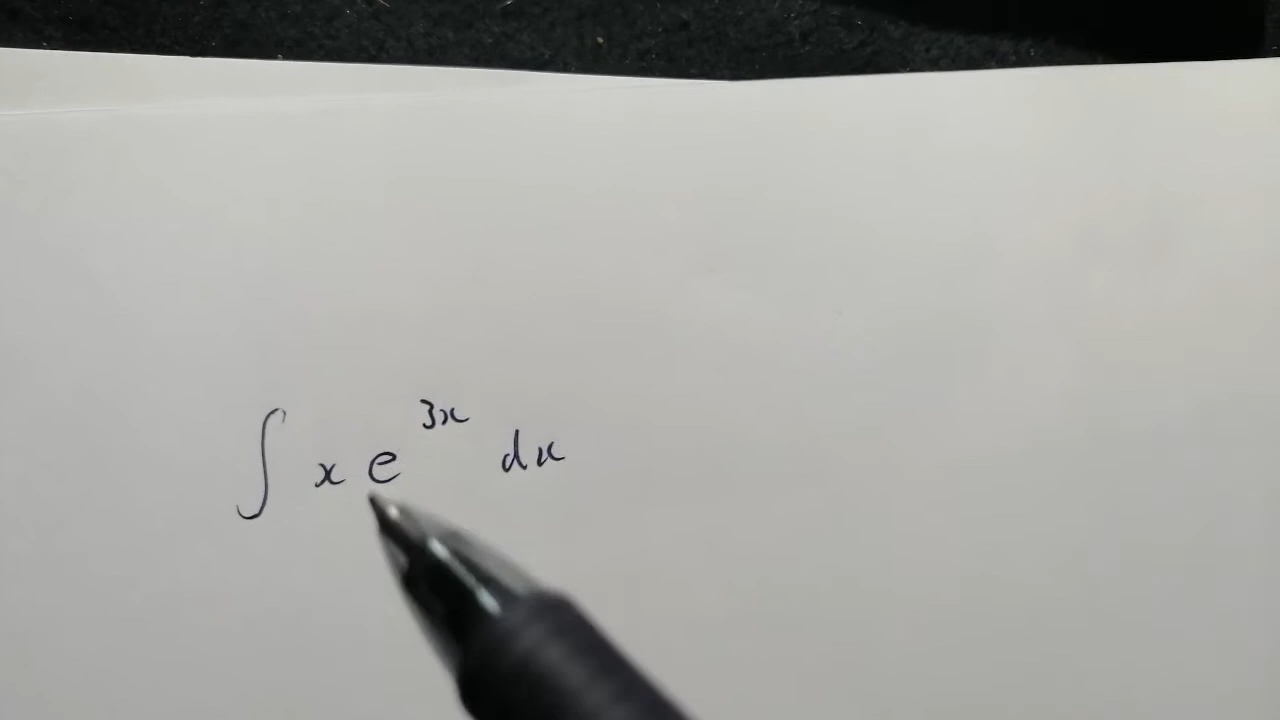 ∫ x e^{3x} dx